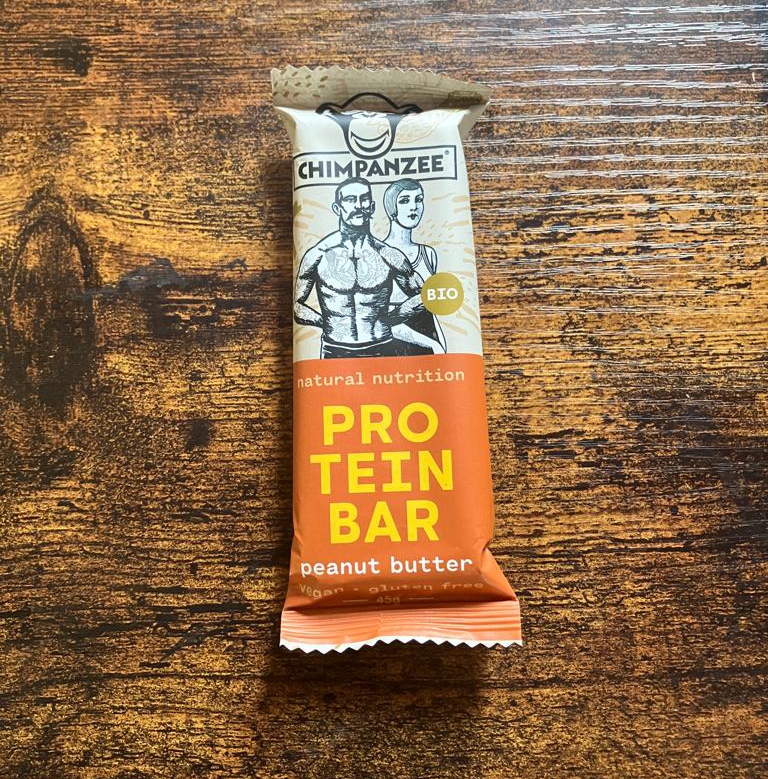 CHIMPANZEE®
BIO
natural nutrition
PRO
TEIN
BAR
peanut butter
vegan • gluten free
45g